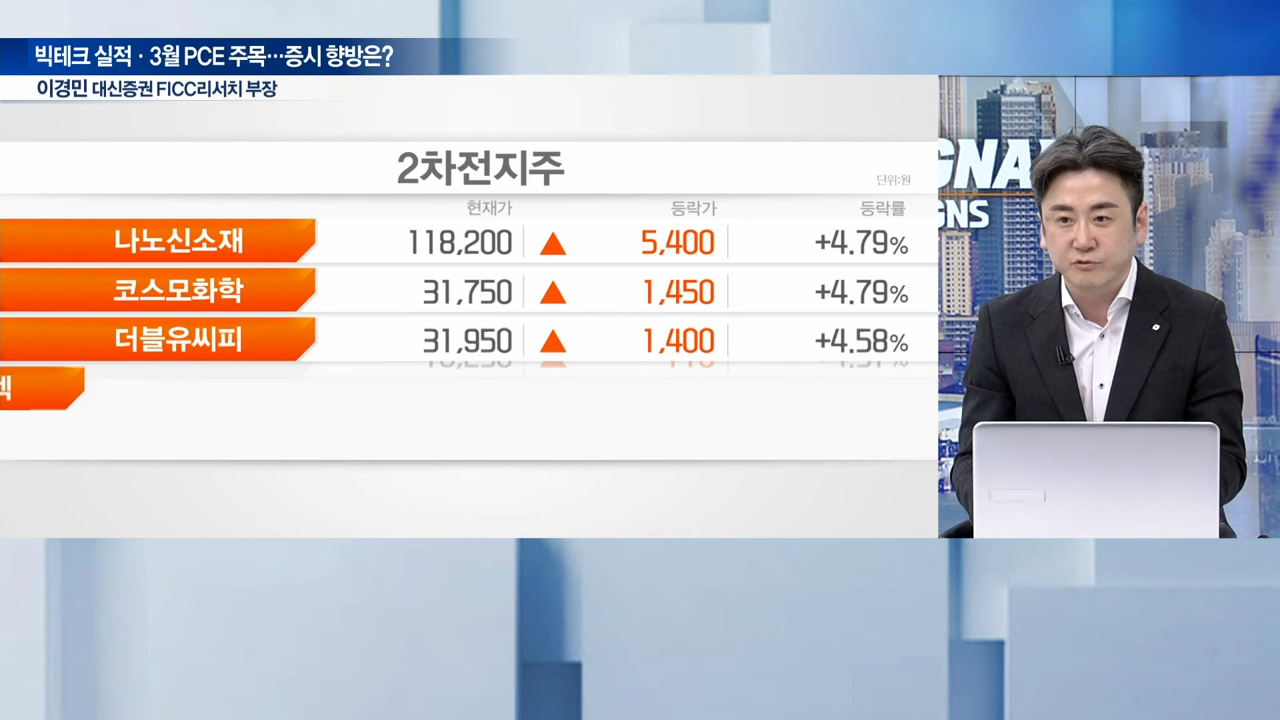 빅테크 실적 · 3월 PCE 주목…증시 향방은?
이경민 대신증권 FICC리서치 부장
2차전지주
단위:원
현재가 등락가 등락률
나노신소재 118,200 ▲ 5,400 +4.79%
코스모화학 31,750 ▲ 1,450 +4.79%
더블유씨피 31,950 ▲ 1,400 +4.58%
GNA
GNS